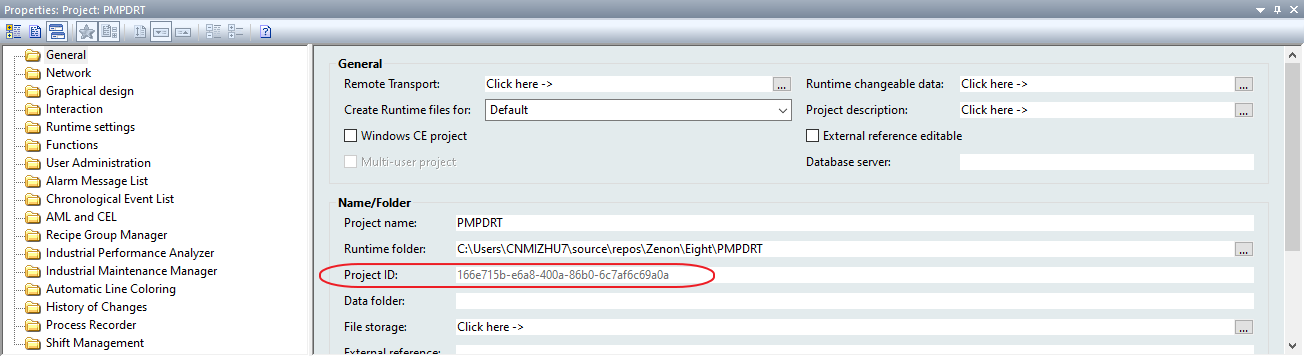 Properties: Project: PMPDRT
General
Network
Graphical design
Interaction
Runtime settings
Functions
User Administration
Alarm Message List
Chronological Event List
AML and CEL
Recipe Group Manager
Industrial Performance Analyzer
Industrial Maintenance Manager
Automatic Line Coloring
History of Changes
Process Recorder
Shift Management
General
Remote Transport: Click here -> ... Runtime changeable data: Click here -> ...
Create Runtime files for: Default Project description: Click here -> ...
Windows CE project External reference editable
Multi-user project Database server:
Name/Folder
Project name: PMPDRT
Runtime folder: C:\Users\CNMIZHU7\source\repos\Zenon\Eight\PMPDRT ...
Project ID: 166e715b-e6a8-400a-86b0-6c7af6c69a0a
Data folder:
File storage: Click here -> ...
External reference: